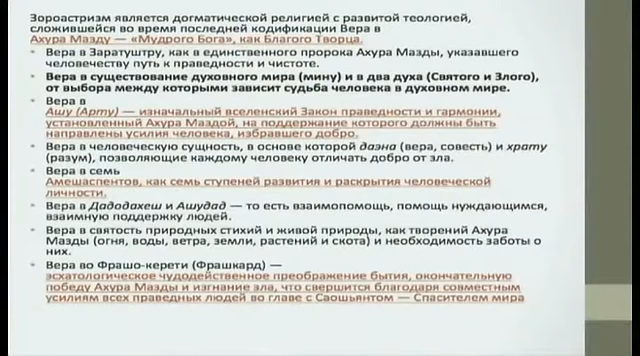 Зороастризм является догматической религией с развитой теологией,
сложившейся во время последней кодификации Вера в
Ахура Мазду — «Мудрого Бога», как Благого Творца.
• Вера в Заратуштру, как в единственного пророка Ахура Мазды, указавшего
человечеству путь к праведности и чистоте.
• Вера в существование духовного мира (мину) и в два духа (Святого и Злого),
от выбора между которыми зависит судьба человека в духовном мире.
• Вера в
Ашу (Арту) — изначальный вселенский Закон праведности и гармонии,
установленный Ахура Маздой, на поддержание которого должны быть
направлены усилия человека, избравшего добро.
• Вера в человеческую сущность, в основе которой даэна (вера, совесть) и храту
(разум), позволяющие каждому человеку отличать добро от зла.
• Вера в семь
Амешаспентов, как семь ступеней развития и раскрытия человеческой
личности.
• Вера в Дадодахеш и Ашудад — то есть взаимопомощь, помощь нуждающимся,
взаимную поддержку людей.
• Вера в святость природных стихий и живой природы, как творений Ахура
Мазды (огня, воды, ветра, земли, растений и скота) и необходимость заботы о
них.
• Вера во Фрашо-керети (Фрашкард) —
эсхатологическое чудодейственное преображение бытия, окончательную
победу Ахура Мазды и изгнание зла, что свершится благодаря совместным
усилиям всех праведных людей во главе с Саошьянтом — Спасителем мира